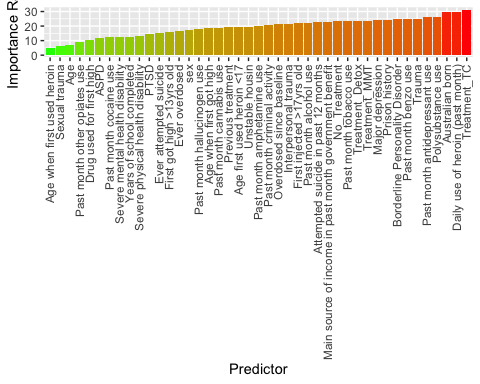 Importance R
30
20
10
0
Age when first used heroin
Sexual trauma
Age
Past month other opiates use
Drug used for first high
ASPD
Past month cocaine use
Severe mental health disability
Years of school completed
Severe physical health disability
PTSD
Ever attempted suicide
First got high >13yrs old
Ever overdosed
sex
Past month hallucinogen use
Age when first got high
Past month cannabis use
Previous treatment
Age first used heroin <17
Unstable housing
Past month amphetamine use
Past month criminal activity
Overdosed since baseline
Interpersonal trauma
First injected >17yrs old
Past month alcohol use
Attempted suicide in past 12months
Main source of income in past month government benefit
No Treatment
Past month tobacco use
Treatment_Detox
Treatment_MMT
Major depression
Prison history
Borderline Personality Disorder
Past month benzo use
Trauma
Past month antidepressant use
Polysubstance use
Australian born
Daily use of heroin (past month)
Treatment_TC
Predictor